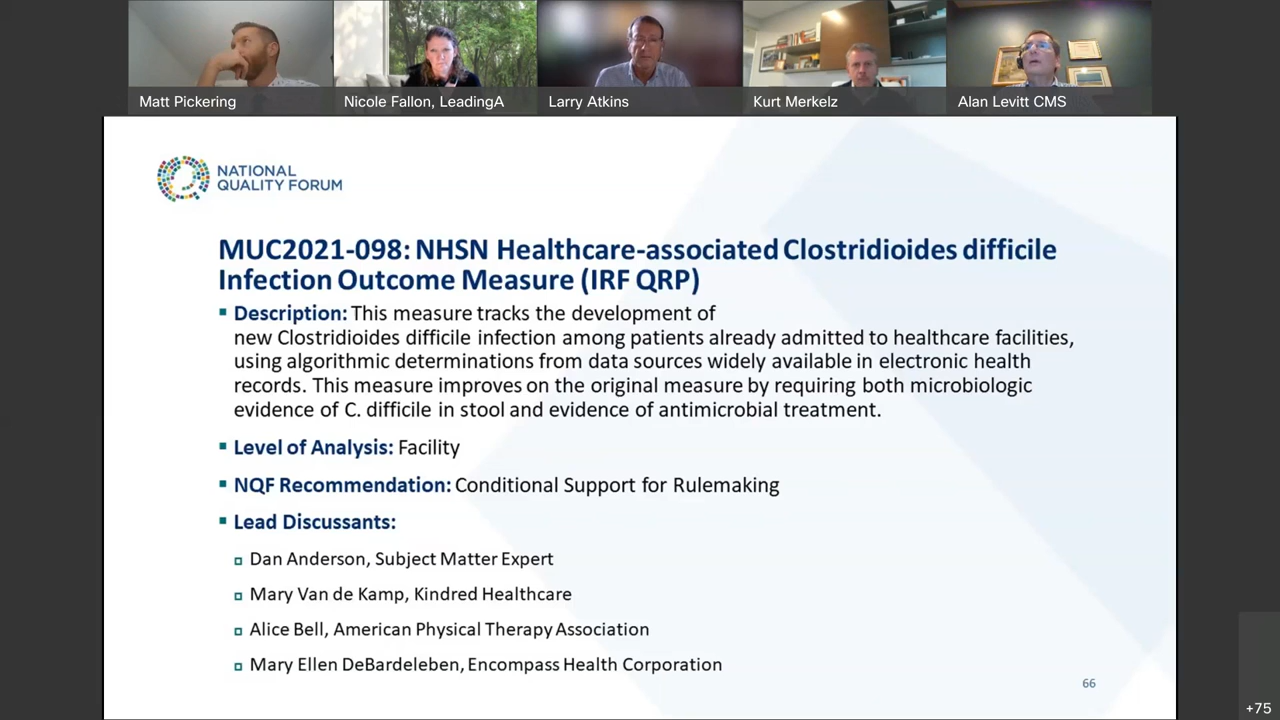 Matt Pickering
Nicole Fallon, LeadingA
Larry Atkins
Kurt Merkelz
Alan Levitt CMS
NATIONAL
QUALITY FORUM
MUC2021-098: NHSN Healthcare-associated Clostridioides difficile
Infection Outcome Measure (IRF QRP)
Description: This measure tracks the development of
new Clostridioides difficile infection among patients already admitted to healthcare facilities,
using algorithmic determinations from data sources widely available in electronic health
records. This measure improves on the original measure by requiring both microbiologic
evidence of C. difficile in stool and evidence of antimicrobial treatment.
Level of Analysis: Facility
NQF Recommendation: Conditional Support for Rulemaking
Lead Discussants:
Dan Anderson, Subject Matter Expert
Mary Van de Kamp, Kindred Healthcare
Alice Bell, American Physical Therapy Association
Mary Ellen DeBardeleben, Encompass Health Corporation
66
+75